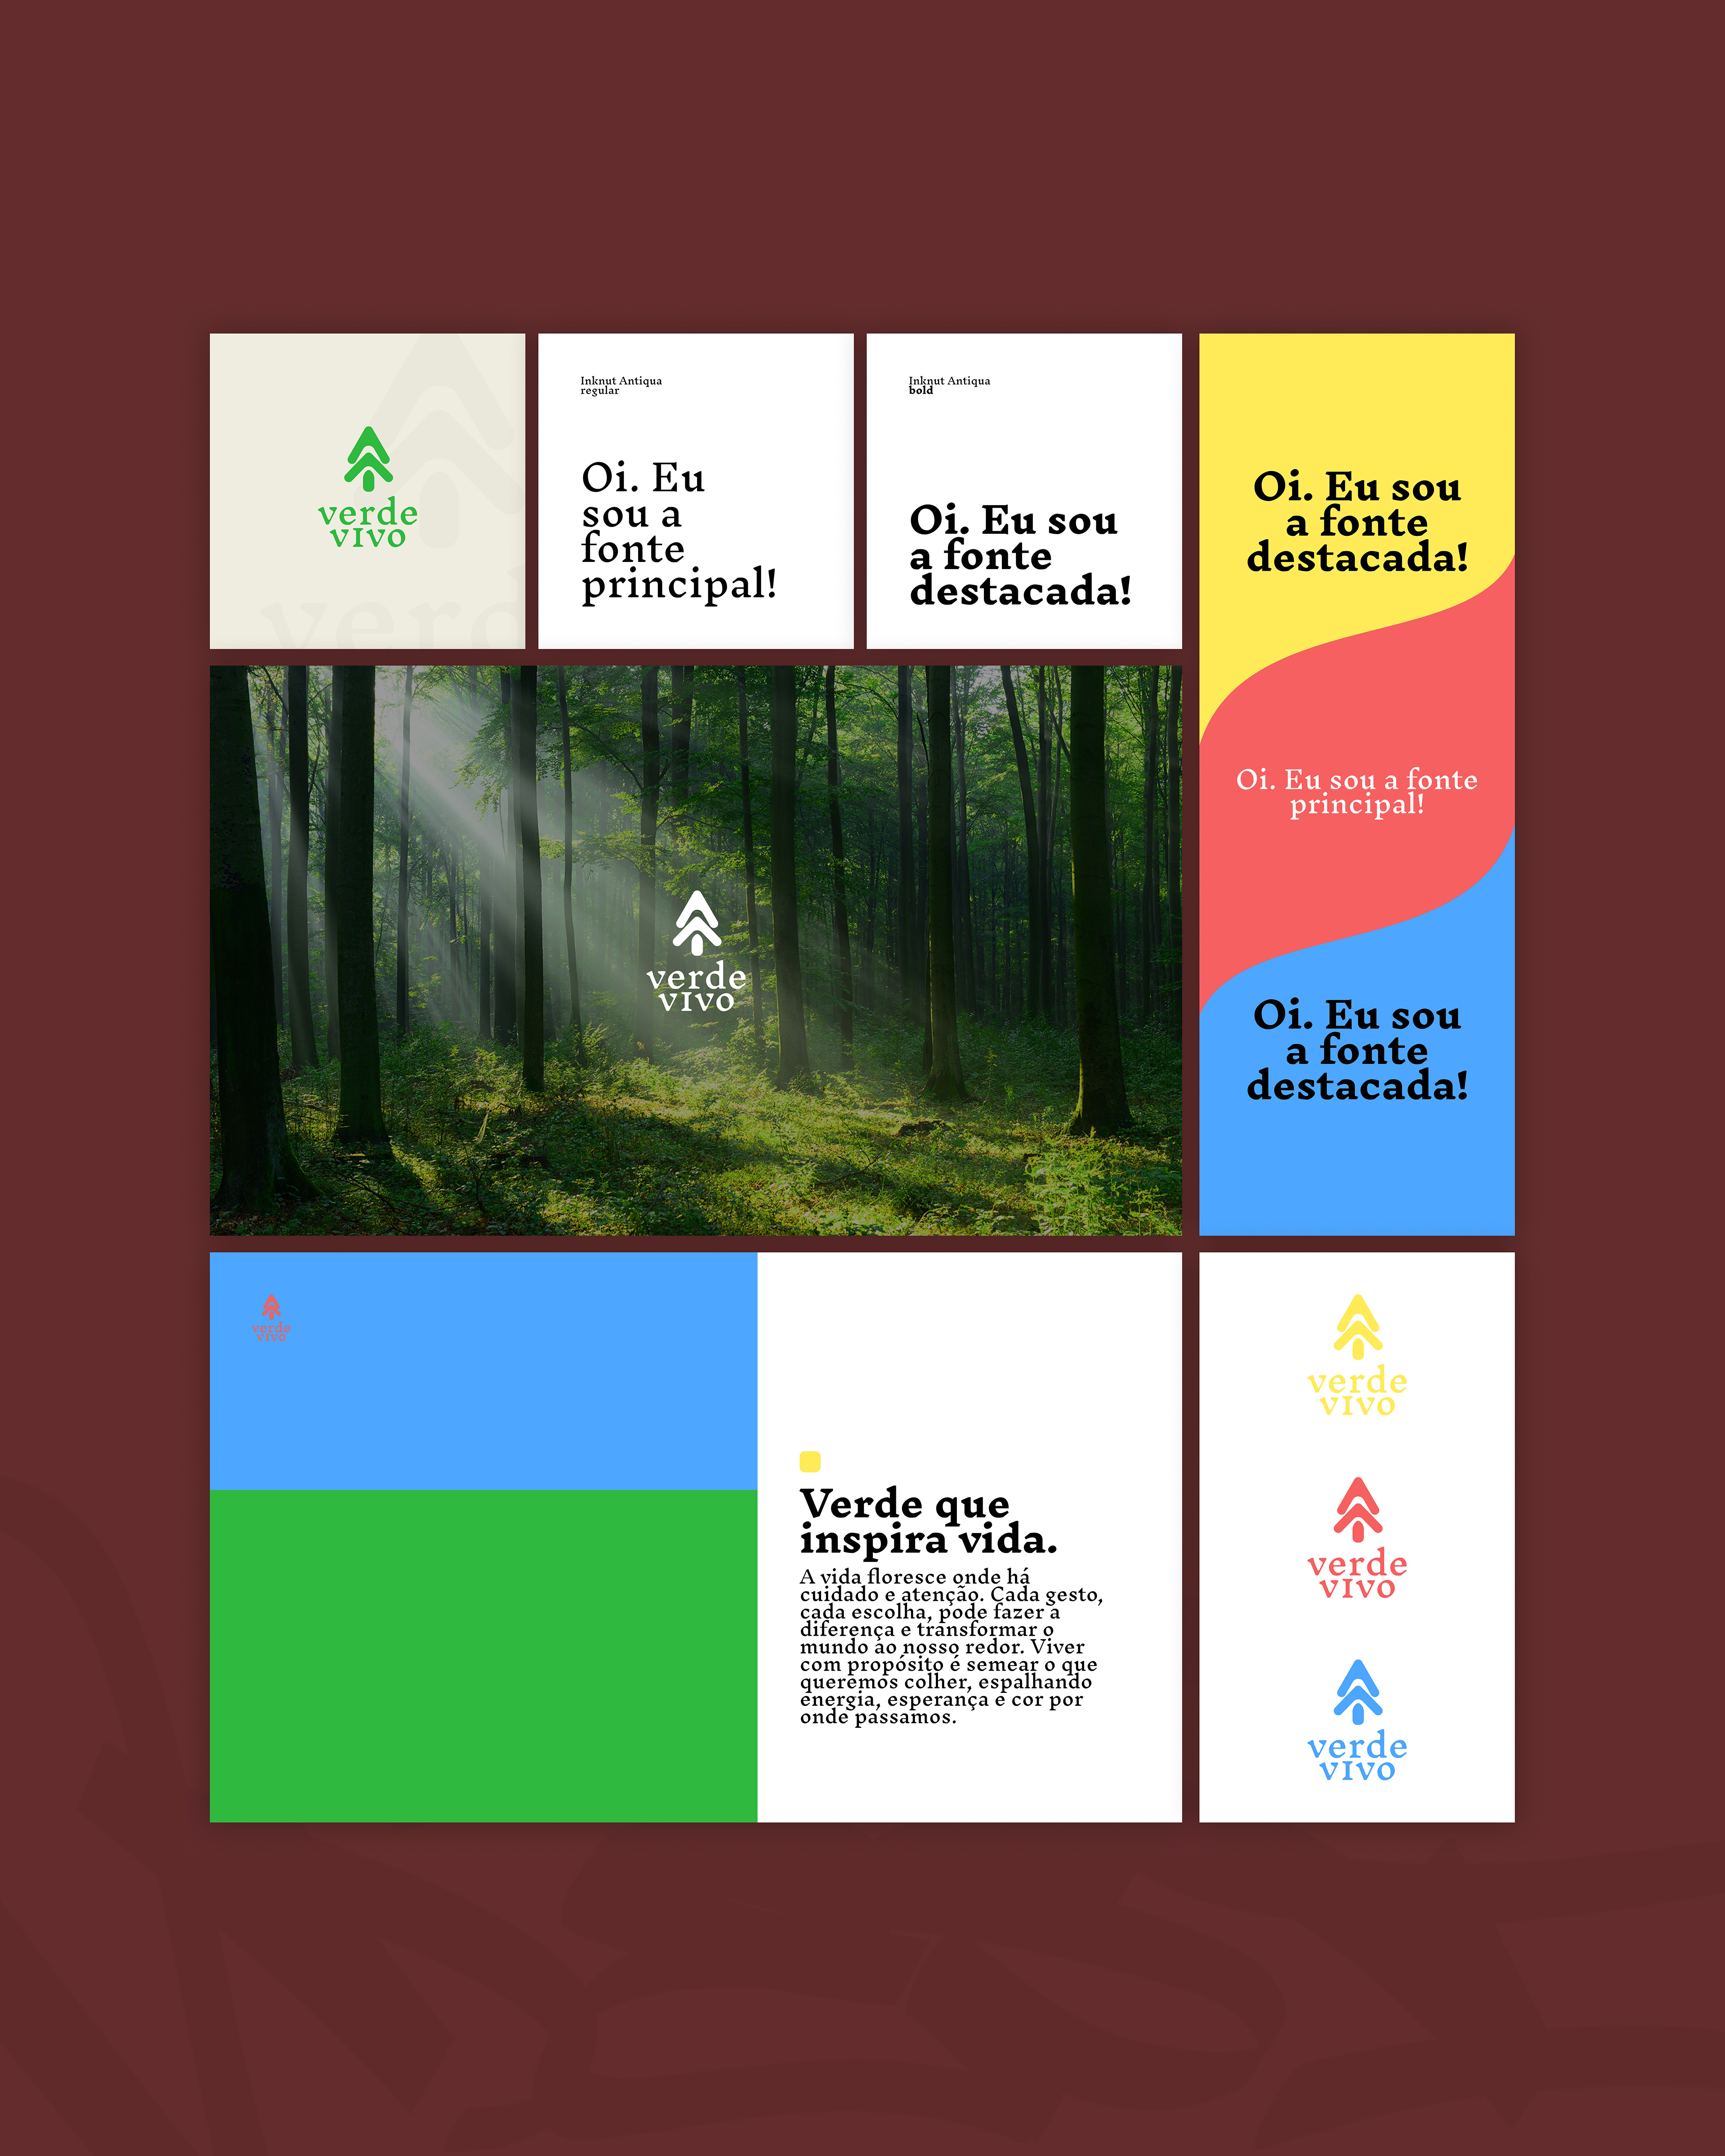 verde
vivo
verd
Inknut Antiqua
regular
Oi. Eu
sou a
fonte
principal!
Inknut Antiqua
bold
Oi. Eu sou
a fonte
destacada!
Oi. Eu sou
a fonte
destacada!
Oi. Eu sou a fonte
principal!
Oi. Eu sou
a fonte
destacada!
verde
vivo
verde
vivo
Verde que
inspira vida.
A vida floresce onde há
cuidado e atenção. Cada gesto,
cada escolha, pode fazer a
diferença e transformar o
mundo ao nosso redor. Viver
com propósito é semear o que
queremos colher, espalhando
energia, esperança e cor por
onde passamos.
verde
vivo
verde
vivo
verde
vivo